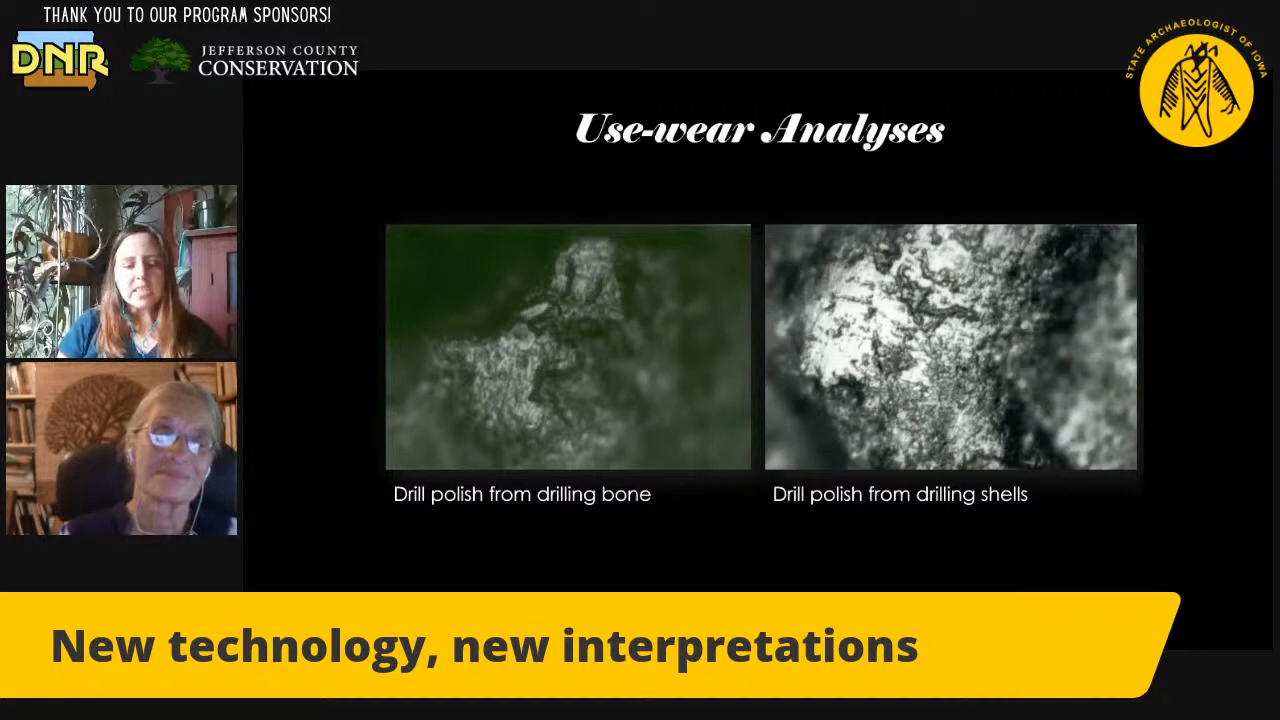 THANK YOU TO OUR PROGRAM SPONSORS!
DNR
JEFFERSON COUNTY
CONSERVATION
STATE ARCHAEOLOGIST OF IOWA
Use-wear Analyses
Drill polish from drilling bone
Drill polish from drilling shells
New technology, new interpretations